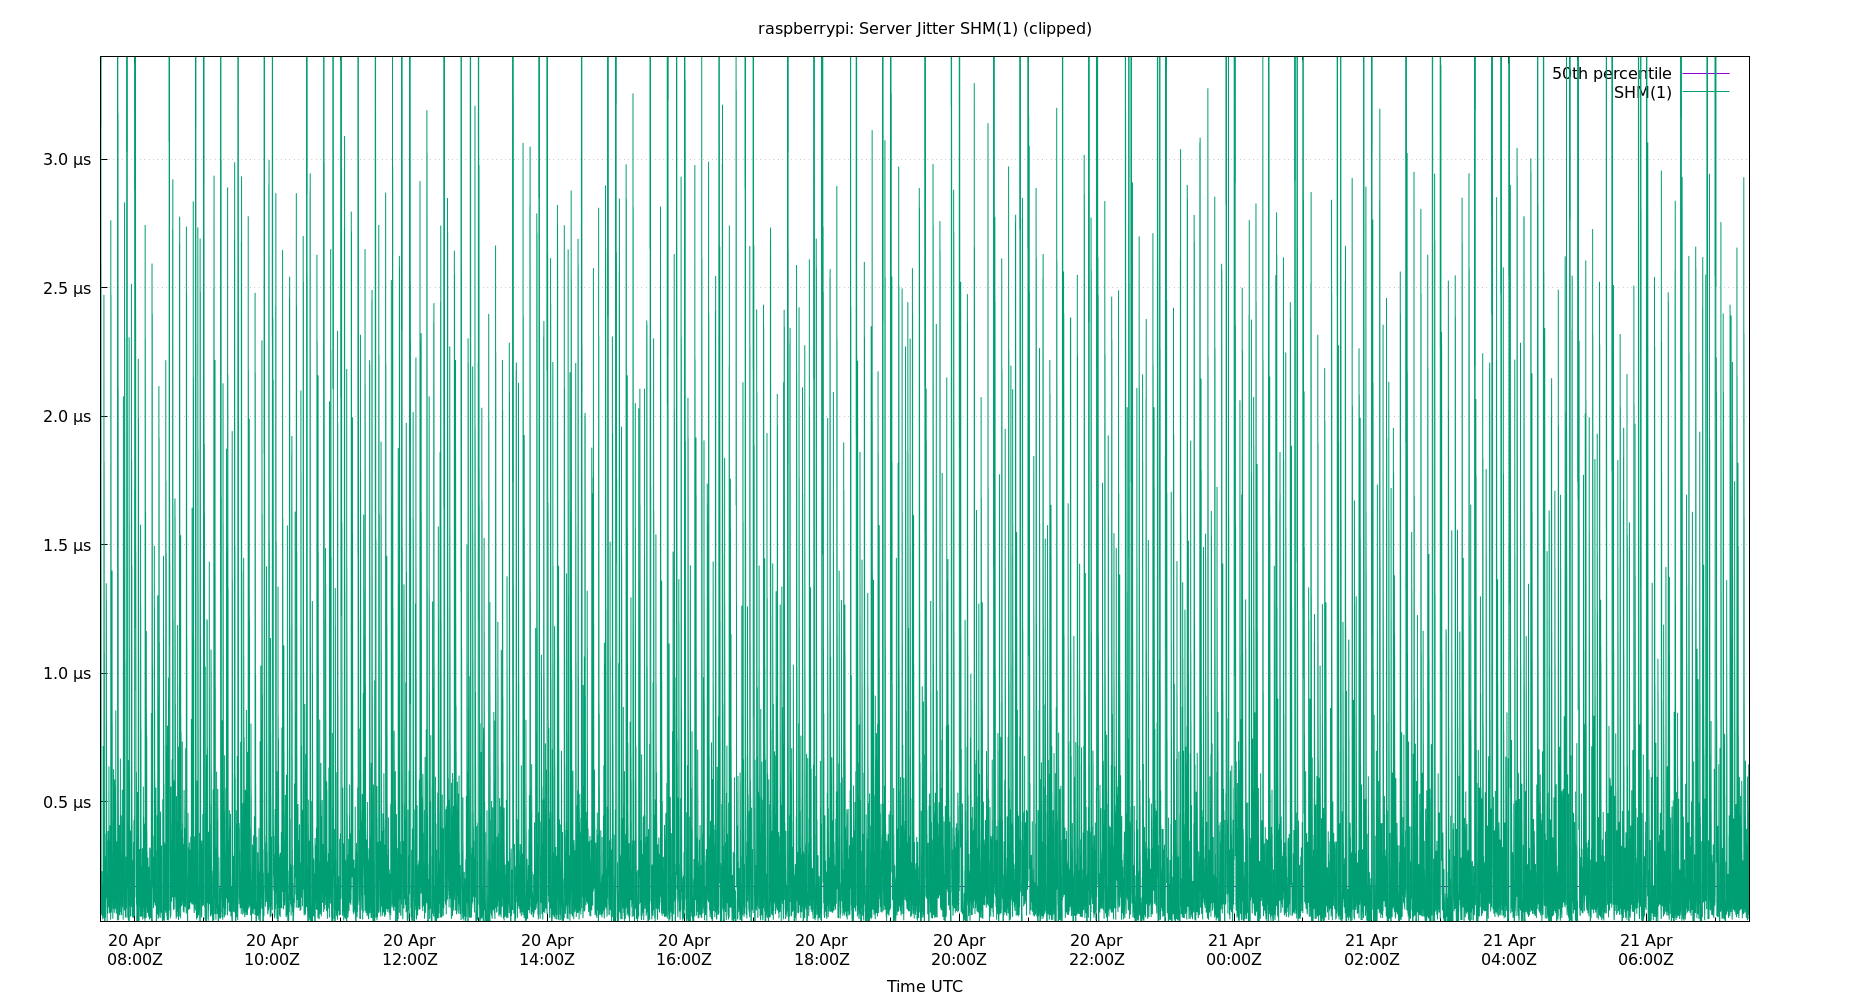 raspberrypi: Server Jitter SHM(1) (clipped)
50th percentile
SHM(1)
3.0 µs
2.5 µs
2.0 µs
1.5 µs
1.0 µs
0.5 µs
20 Apr 20 Apr 20 Apr 20 Apr 20 Apr 20 Apr 20 Apr 20 Apr 21 Apr 21 Apr 21 Apr 21 Apr
08:00Z 10:00Z 12:00Z 14:00Z 16:00Z 18:00Z 20:00Z 22:00Z 00:00Z 02:00Z 04:00Z 06:00Z
Time UTC